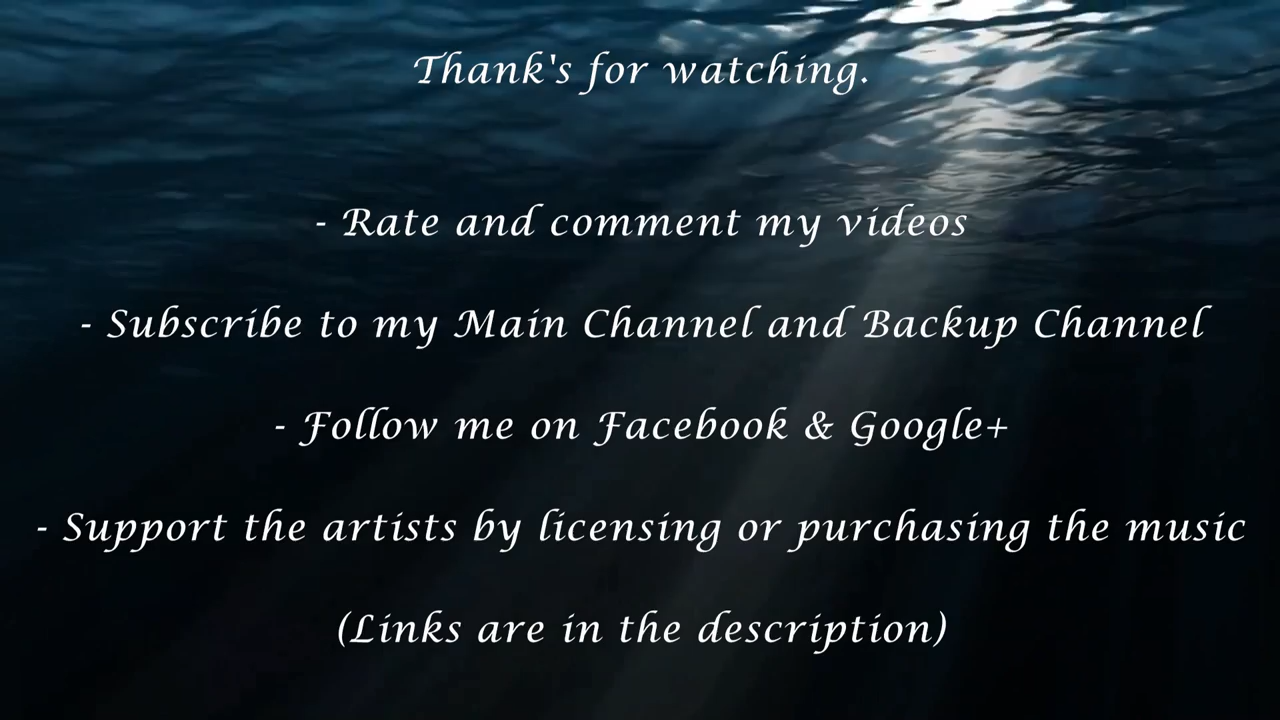 Thank's for watching.
- Rate and comment my videos
- Subscribe to my Main Channel and Backup Channel
- Follow me on Facebook & Google+
- Support the artists by licensing or purchasing the music
(Links are in the description)